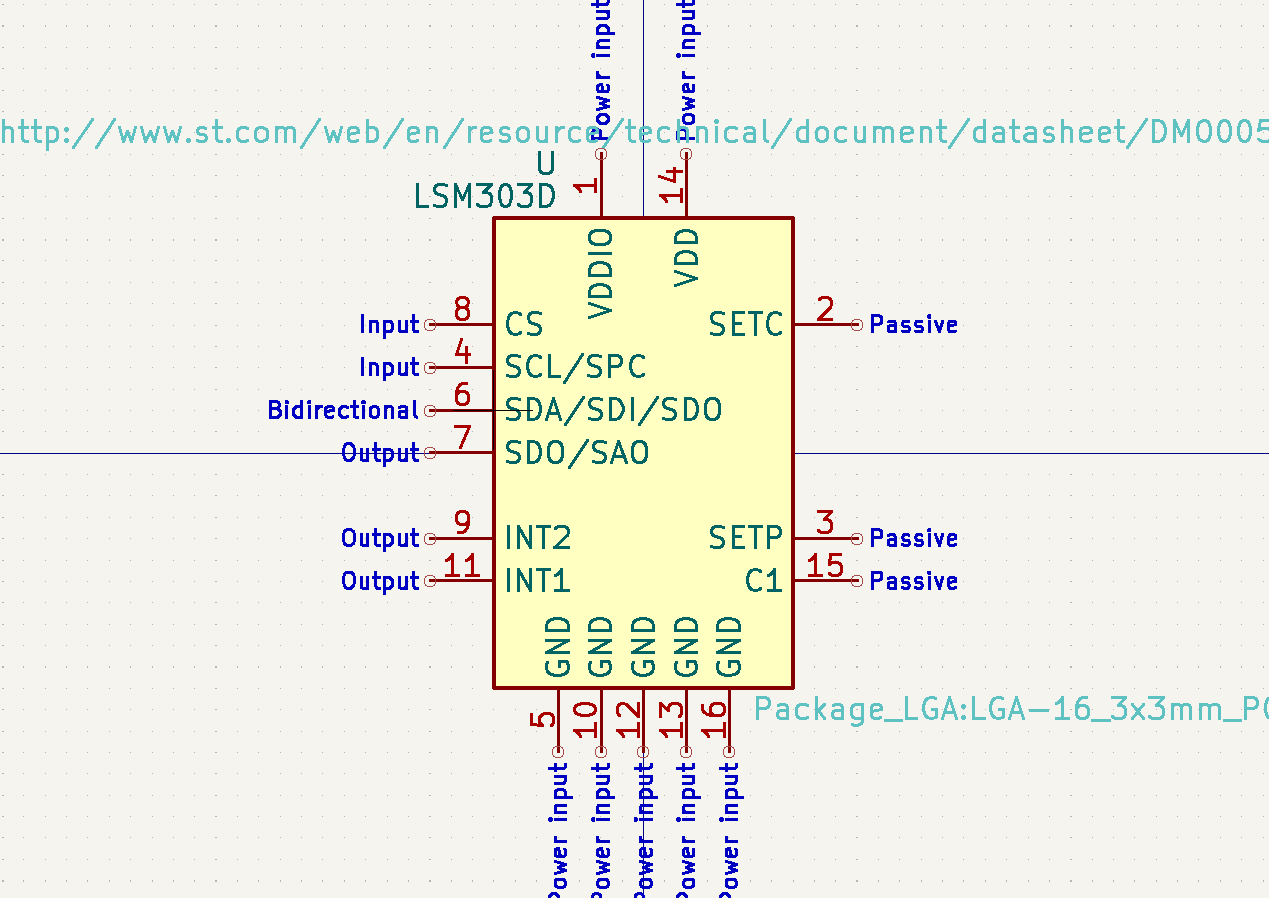 Power input
Power input
http://www.st.com/web/en/resource/technical/document/datasheet/DM0005
U
LSM303D
1
14
VDDIO
VDD
Input 8 CS
SETC 2 Passive
Input 4 SCL/SPC
Bidirectional 6 SDA/SDI/SDO
Output 7 SDO/SAO
Output 9 INT2
SETP 3 Passive
Output 11 INT1
C1 15 Passive
GND GND GND GND GND
5 10 12 13 16
Package_LGA:LGA-16_3x3mm_P
Power input
Power input
Power input
Power input
Power input